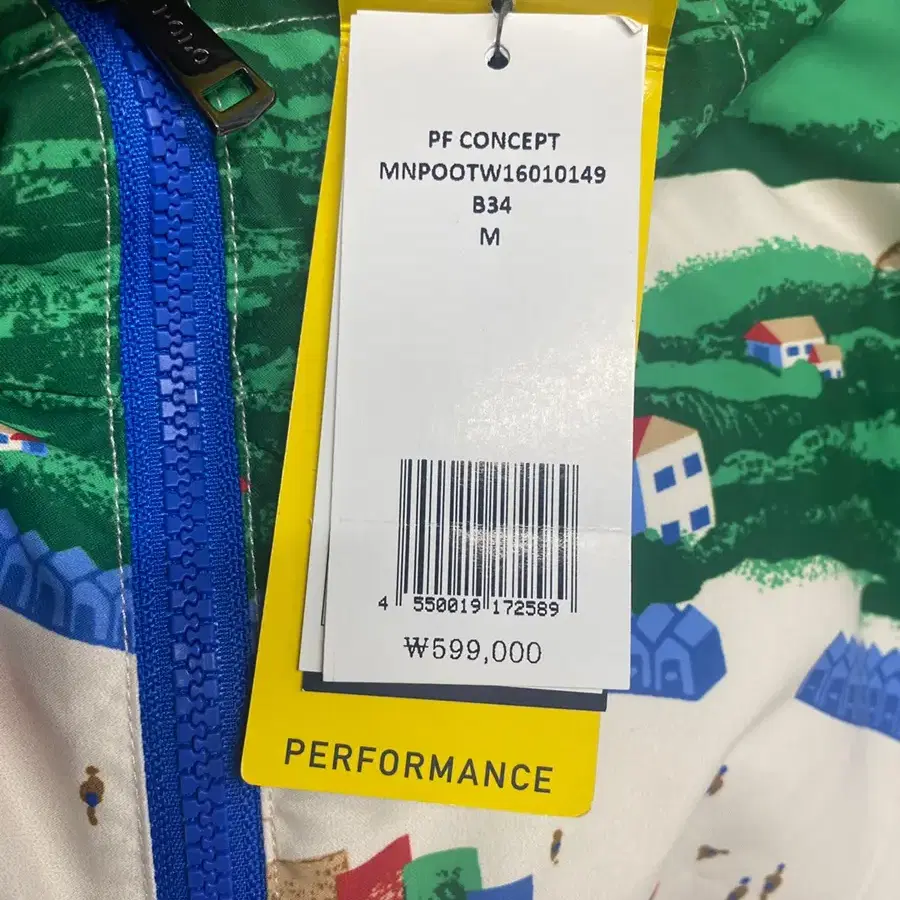 PF CONCEPT
MNPOOTW16010149
B34
M
4 550019 172589
₩599,000
PERFORMANCE